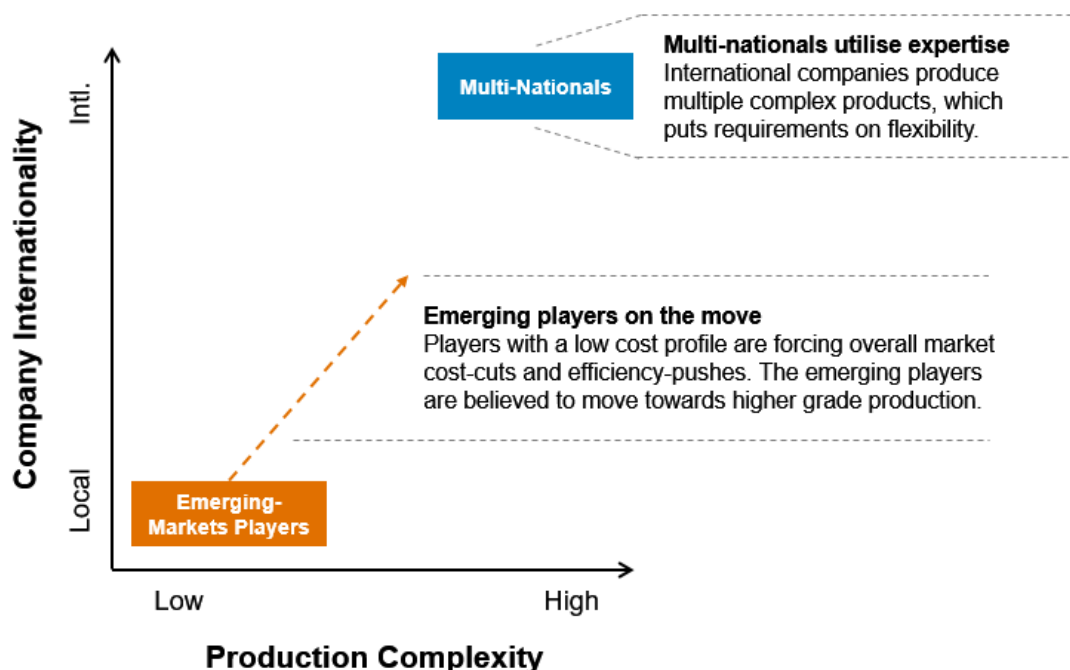 Multi-nationals utilise expertise
International companies produce
multiple complex products, which
puts requirements on flexibility.
Multi-Nationals
Intl.
Company Internationality
Emerging players on the move
Players with a low cost profile are forcing overall market
cost-cuts and efficiency-pushes. The emerging players
are believed to move towards higher grade production.
Local
Emerging-
Markets Players
Low
High
Production Complexity